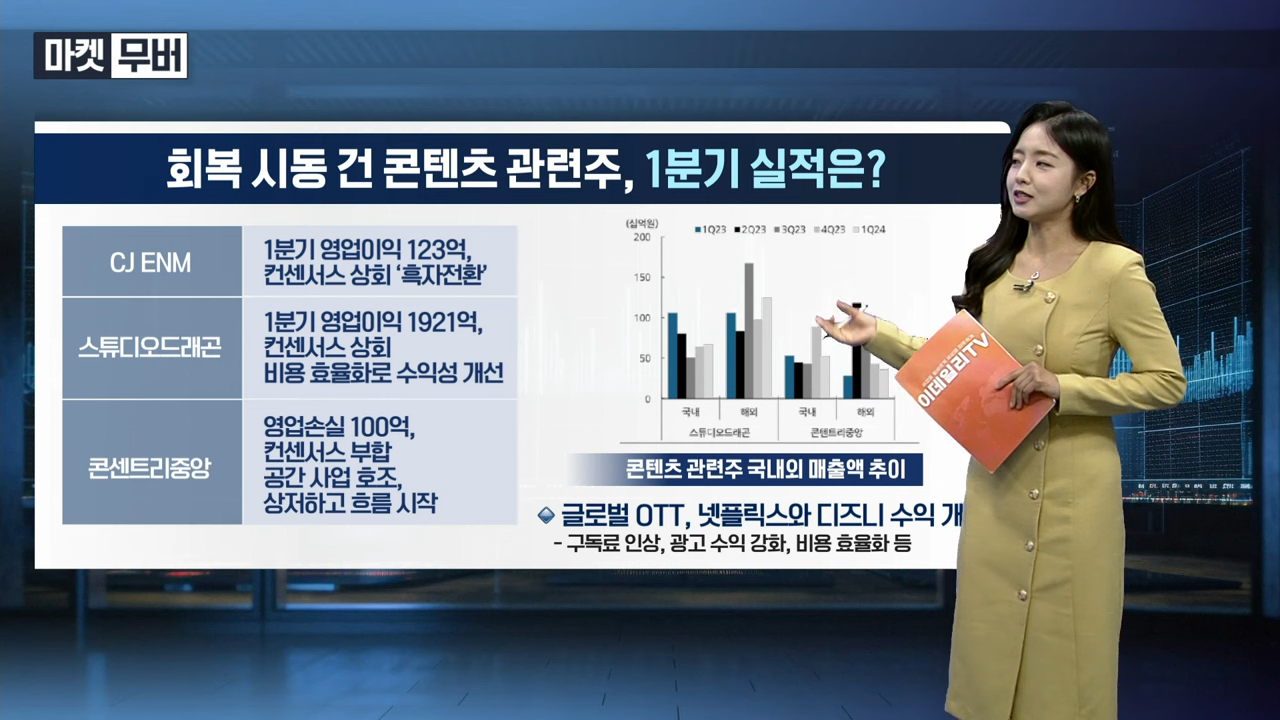 마켓무버
회복 시동 건 콘텐츠 관련주, 1분기 실적은?
CJ ENM
1분기 영업이익 123억,
컨센서스 상회 ‘흑자전환’
스튜디오드래곤
1분기 영업이익 1921억,
컨센서스 상회
비용 효율화로 수익성 개선
콘센트리중앙
영업손실 100억,
컨센서스 부합
공간 사업 호조,
상저하고 흐름 시작
(십억원)
1Q23 2Q23 3Q23 4Q23 1Q24
200
150
100
50
0
국내 해외 국내 해외
스튜디오드래곤 콘텐트리중앙
콘텐츠 관련주 국내외 매출액 추이
글로벌 OTT, 넷플릭스와 디즈니 수익 개
- 구독료 인상, 광고 수익 강화, 비용 효율화 등
이데일리TV